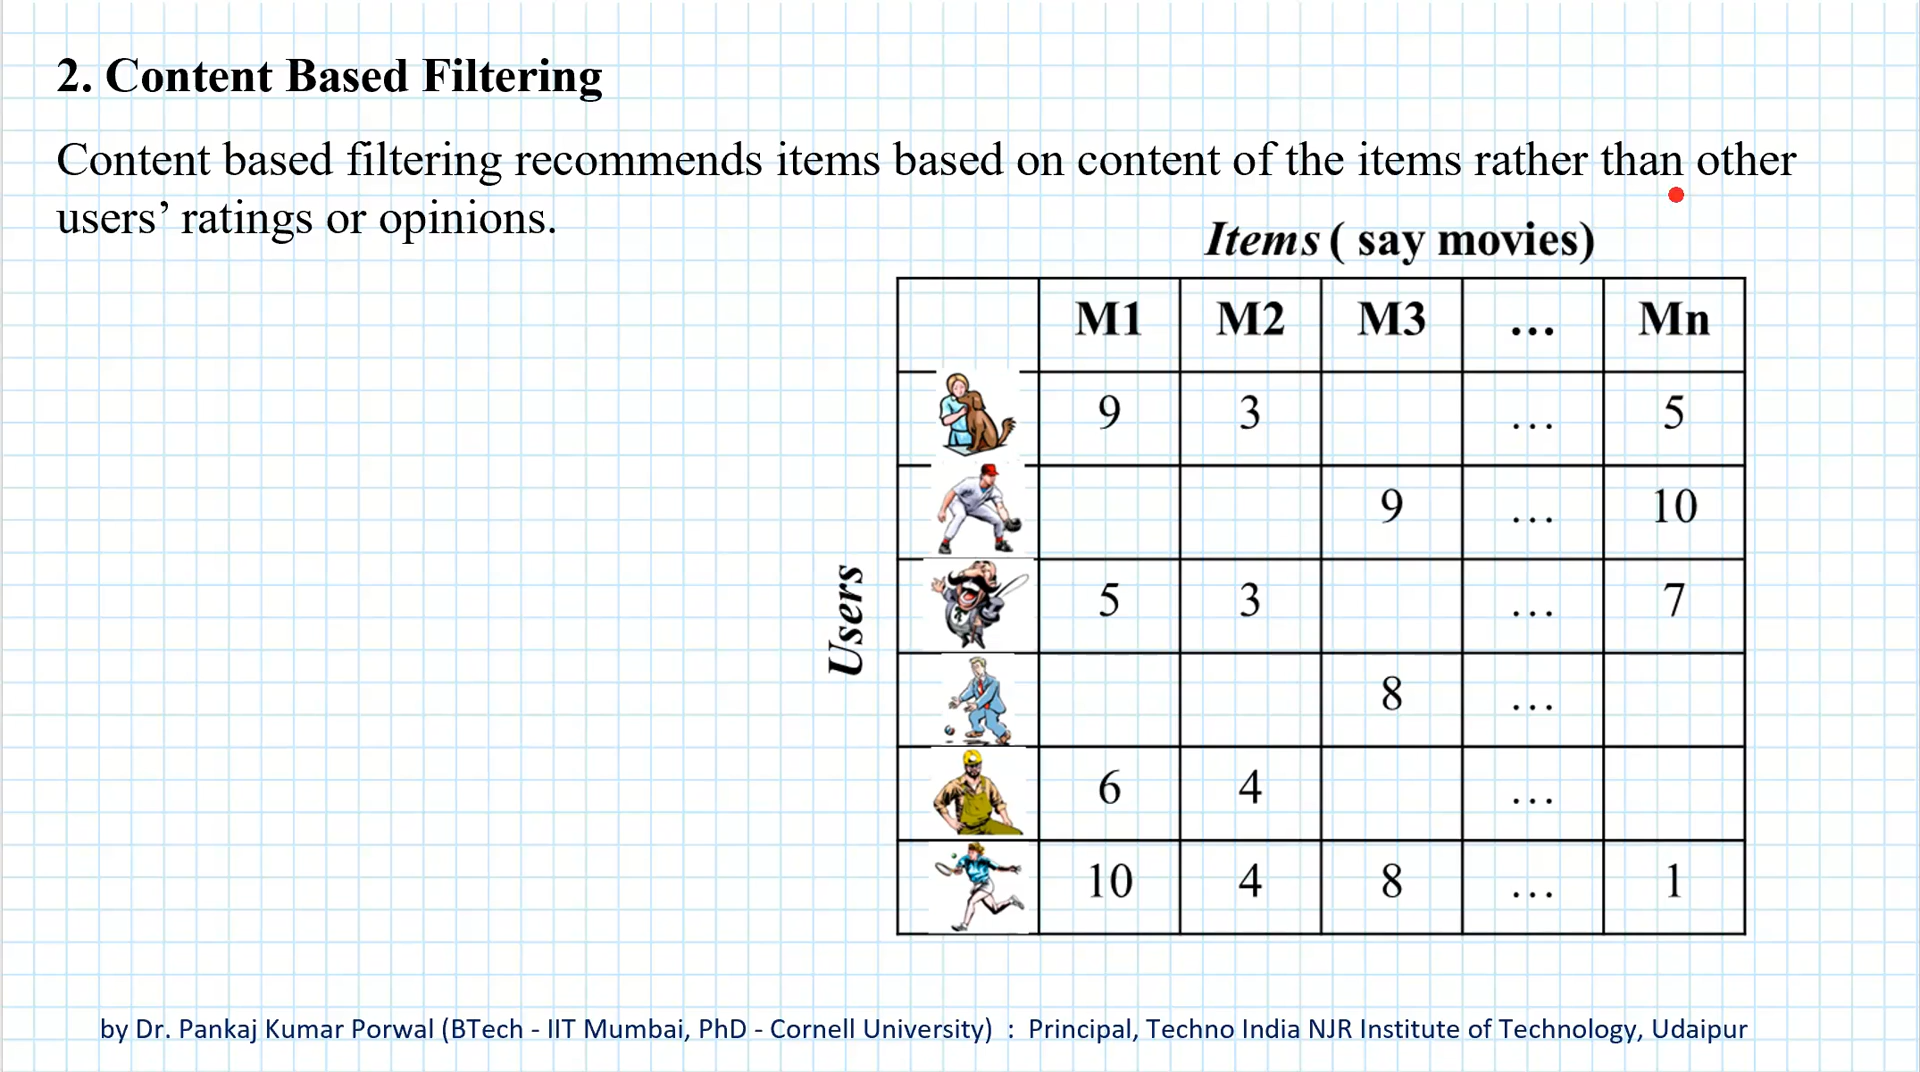 2. Content Based Filtering
Content based filtering recommends items based on content of the items rather than other
users’ ratings or opinions.
Items ( say movies)
M1 M2 M3 … Mn
9 3 … 5
9 … 10
5 3 … 7
8 …
6 4 …
10 4 8 … 1
Users
by Dr. Pankaj Kumar Porwal (BTech - IIT Mumbai, PhD - Cornell University) : Principal, Techno India NJR Institute of Technology, Udaipur